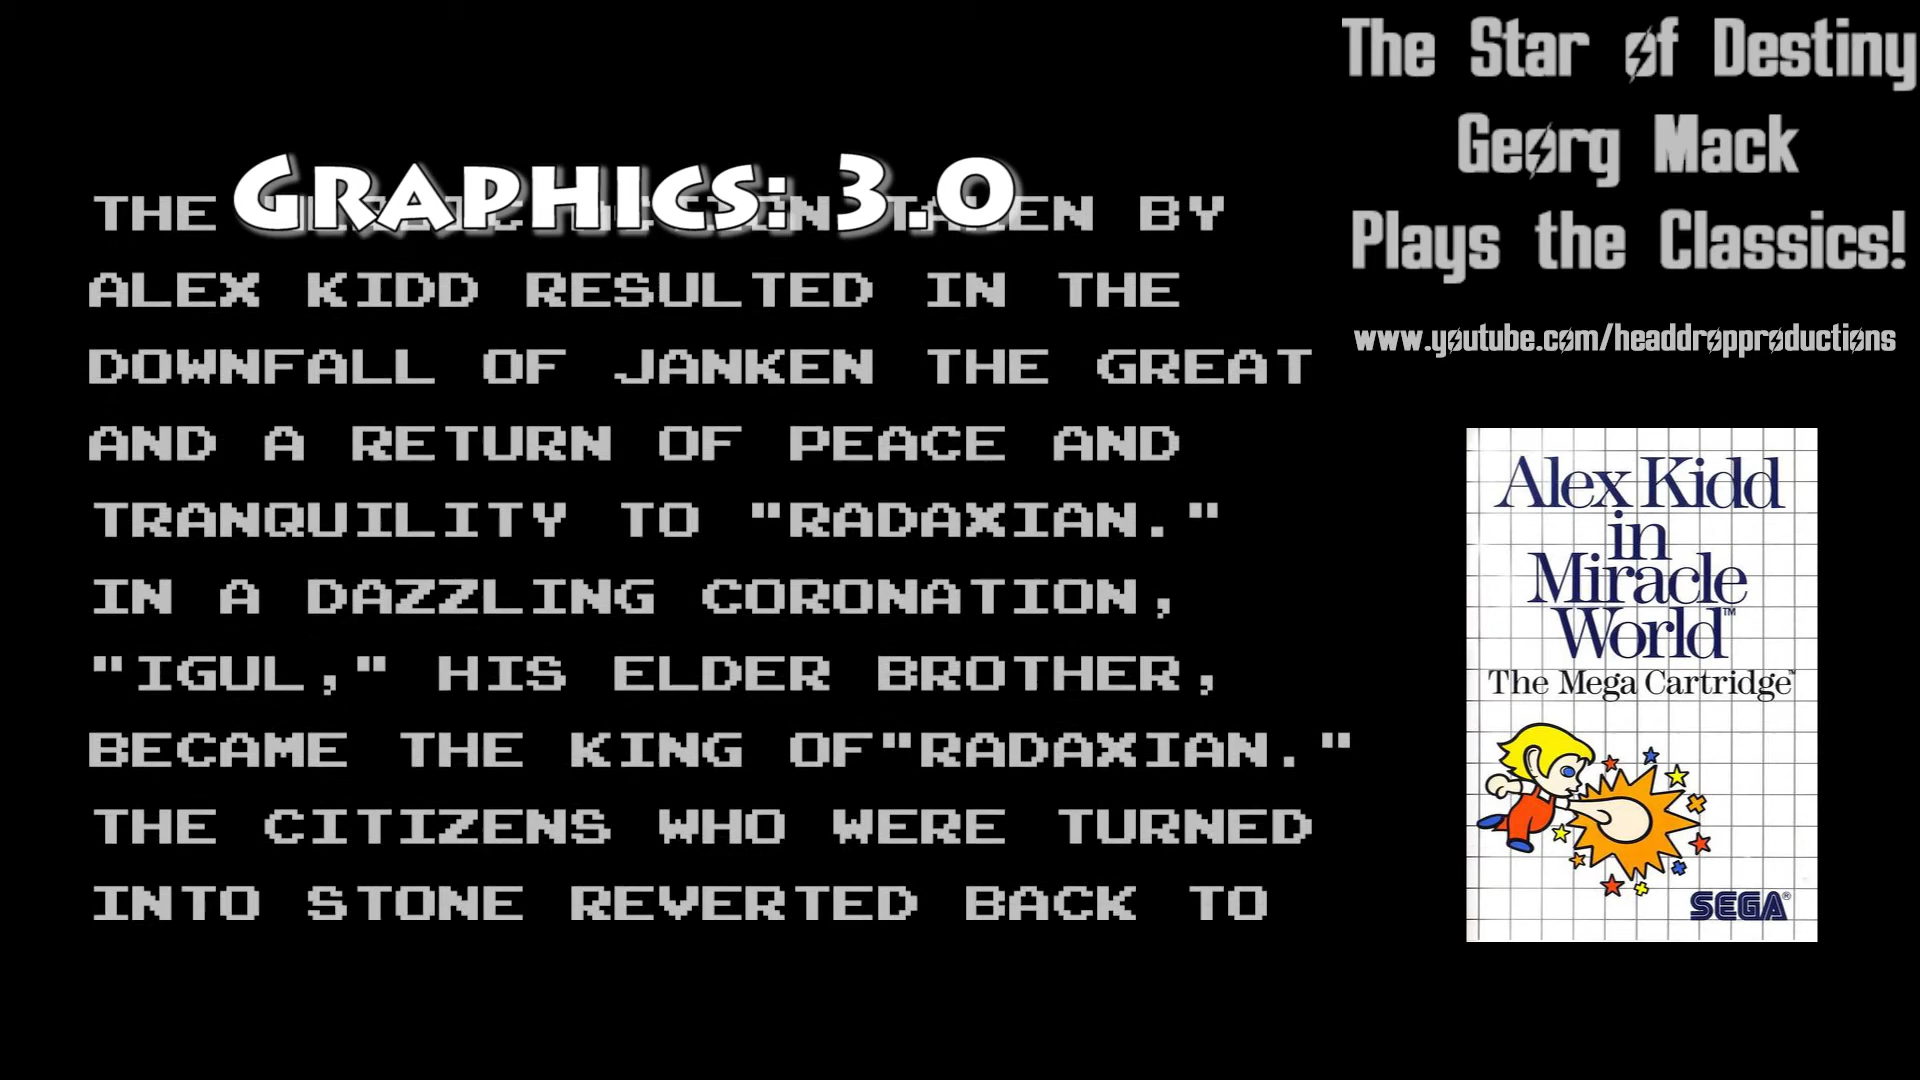 The Star of Destiny
Georg Mack
Plays the Classics!
www.youtube.com/headdropproductions
Graphics: 3.0
THE TAKEN BY
ALEX KIDD RESULTED IN THE
DOWNFALL OF JANKEN THE GREAT
AND A RETURN OF PEACE AND
TRANQUILITY TO "RADAXIAN."
IN A DAZZLING CORONATION,
"IGUL," HIS ELDER BROTHER,
BECAME THE KING OF"RADAXIAN."
THE CITIZENS WHO WERE TURNED
INTO STONE REVERTED BACK TO
Alex Kidd
in
Miracle
World™
The Mega Cartridge™
SEGA®